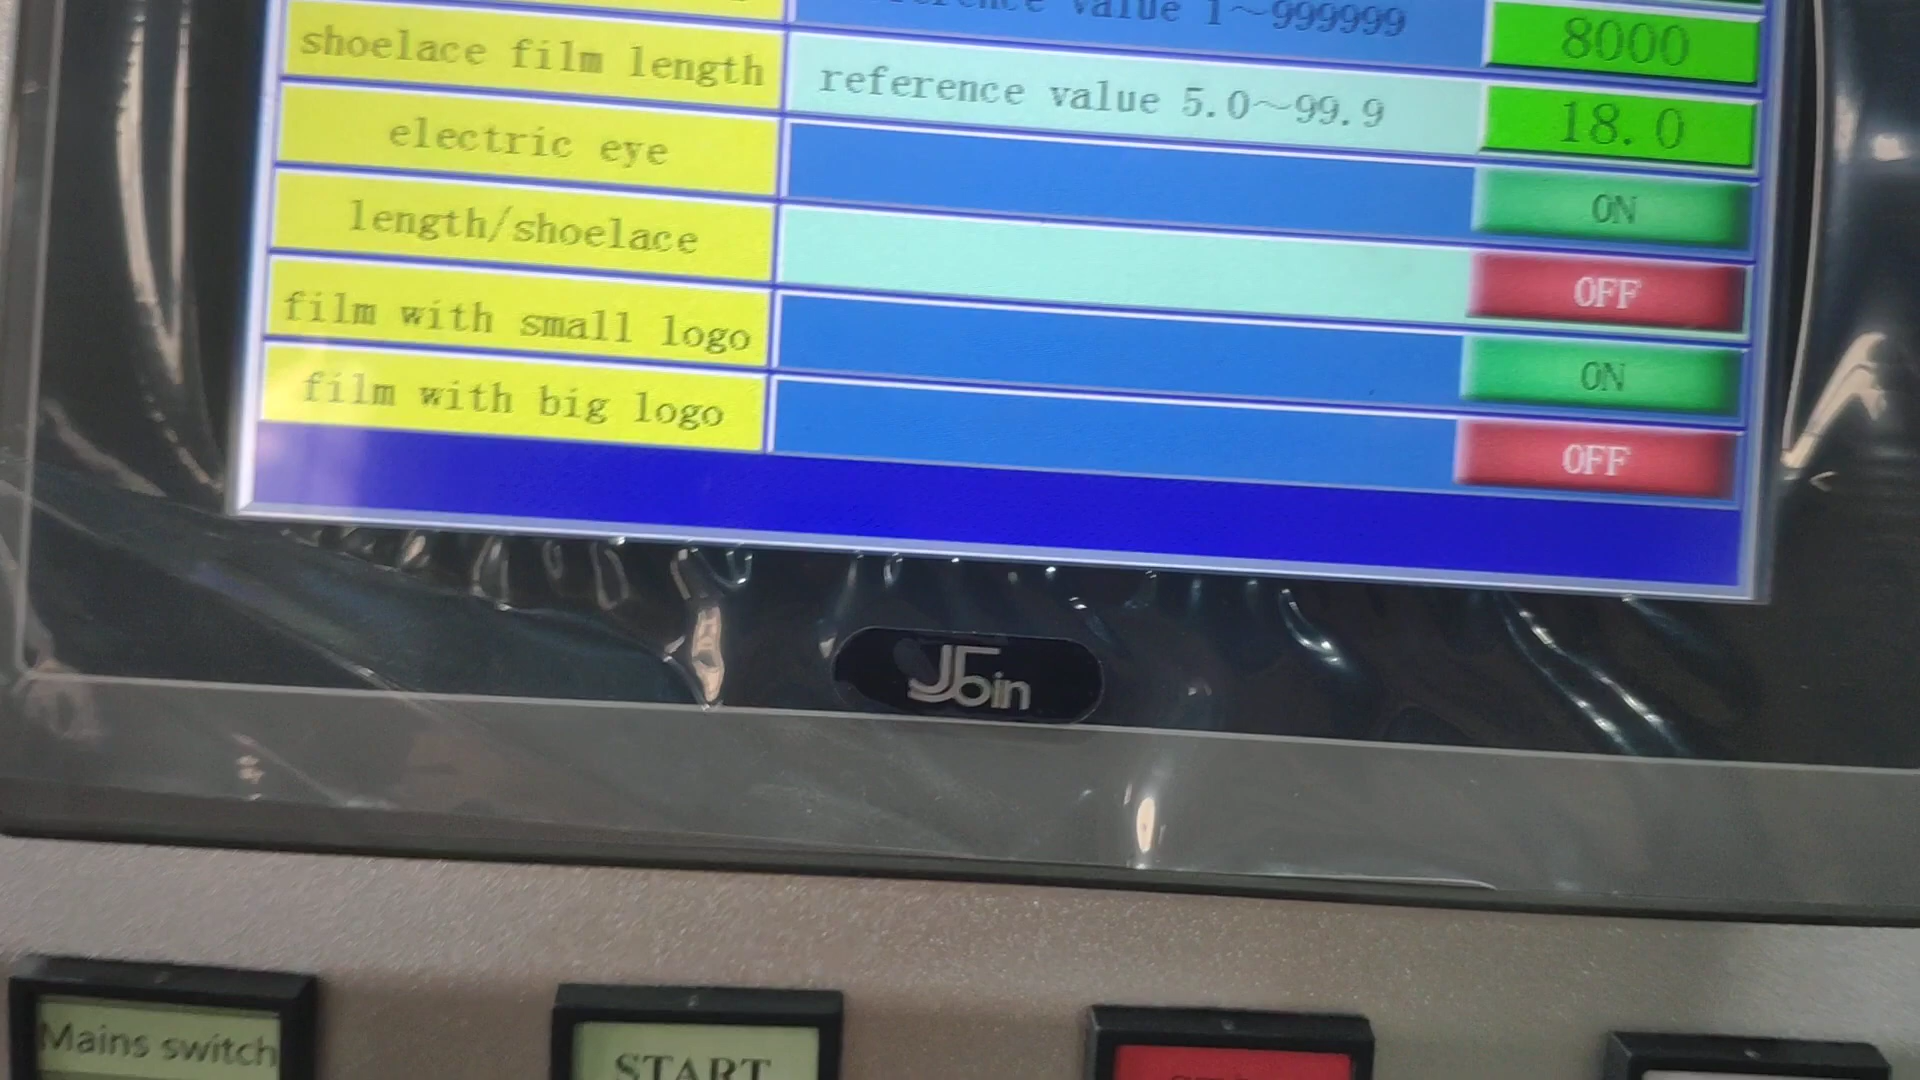 reference value 1~999999 8000
shoelace film length reference value 5.0~99.9 18.0
electric eye ON
length/shoelace OFF
film with small logo ON
film with big logo OFF
J5in
Mains switch START